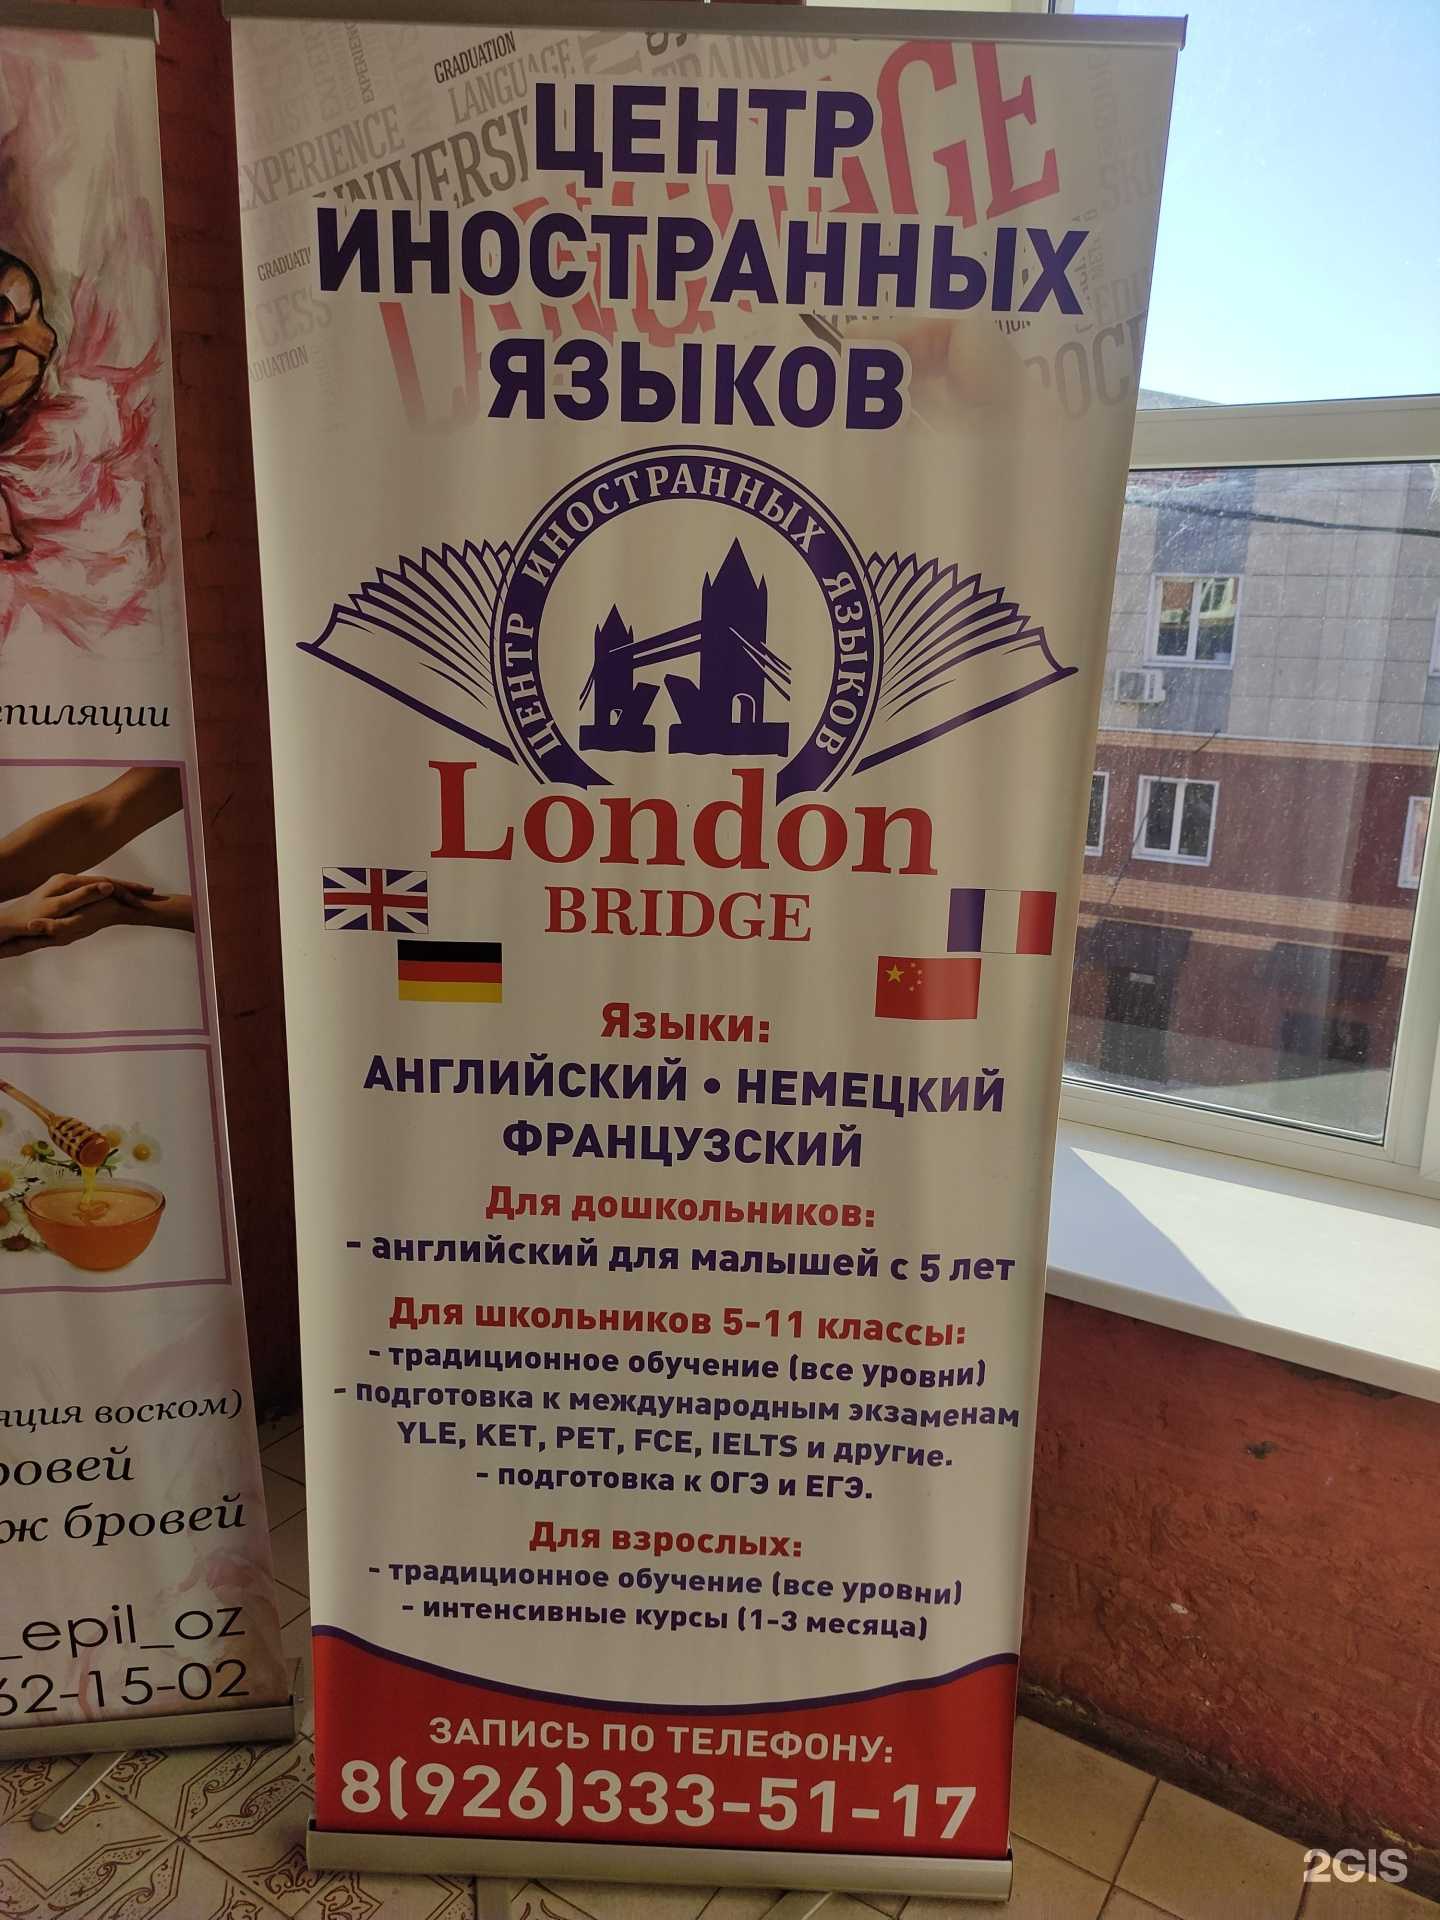 GRADUATION
LANGUAGE
EXPERIENCE
ЦЕНТР
ИНОСТРАННЫХ
ЯЗЫКОВ
ЦЕНТР ИНОСТРАННЫХ ЯЗЫКОВ
London
BRIDGE
Языки:
АНГЛИЙСКИЙ • НЕМЕЦКИЙ
ФРАНЦУЗСКИЙ
Для дошкольников:
- английский для малышей с 5 лет
Для школьников 5-11 классы:
- традиционное обучение (все уровни)
- подготовка к международным экзаменам
YLE, KET, PET, FCE, IELTS и другие.
- подготовка к ОГЭ и ЕГЭ.
Для взрослых:
- традиционное обучение (все уровни)
- интенсивные курсы (1-3 месяца)
ЗАПИСЬ ПО ТЕЛЕФОНУ:
8(926)333-51-17
воском)
бровей
_epil_oz
62-15-02
2GIS